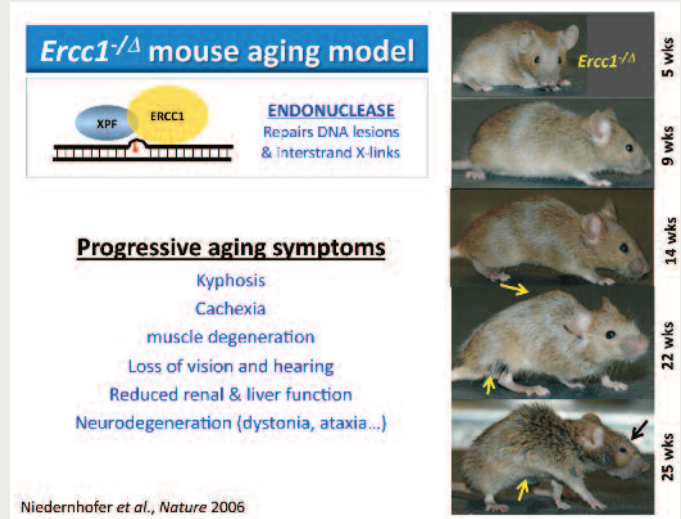 Ercc1-/Δ mouse aging model
XPF
ERCC1
ENDONUCLEASE
Repairs DNA lesions
& interstrand X-links
Progressive aging symptoms
Kyphosis
Cachexia
muscle degeneration
Loss of vision and hearing
Reduced renal & liver function
Neurodegeneration (dystonia, ataxia...)
Niedernhofer et al., Nature 2006
Ercc1-/Δ
5 wks
9 wks
14 wks
22 wks
25 wks